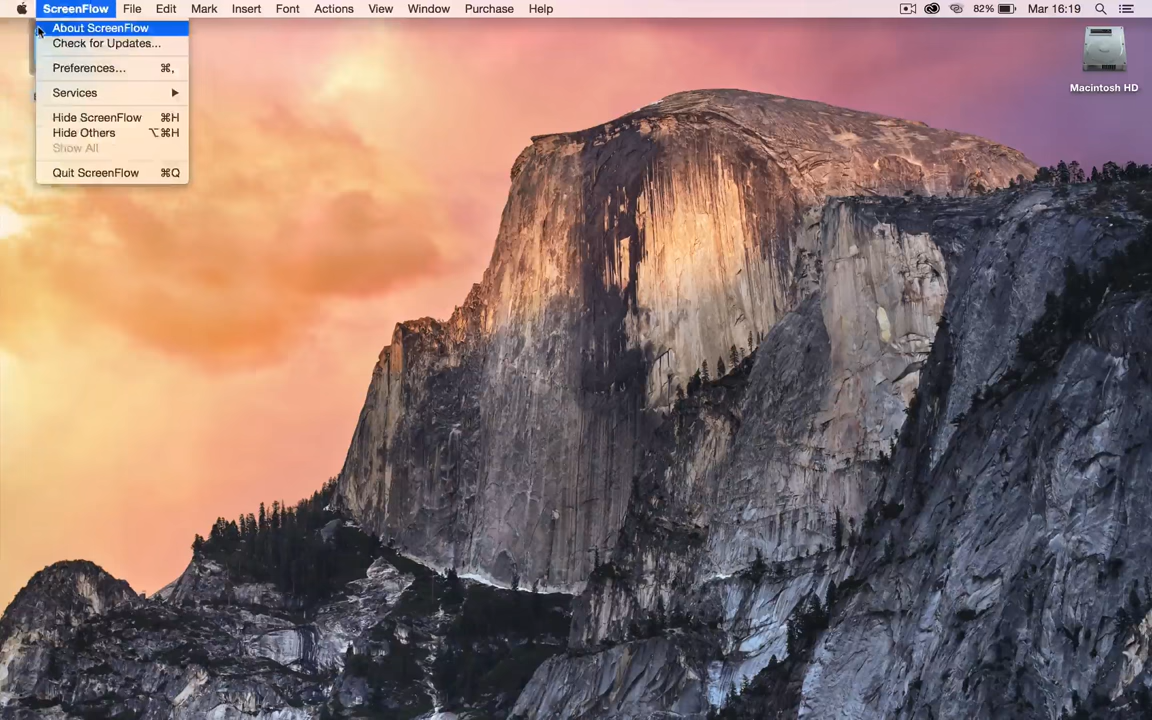 ScreenFlow File Edit Mark Insert Font Actions View Window Purchase Help 82% Mar 16:19
About ScreenFlow
Check for Updates...
Preferences... ⌘,
Services ▶
Hide ScreenFlow ⌘H
Hide Others ⌥⌘H
Show All
Quit ScreenFlow ⌘Q
Macintosh HD